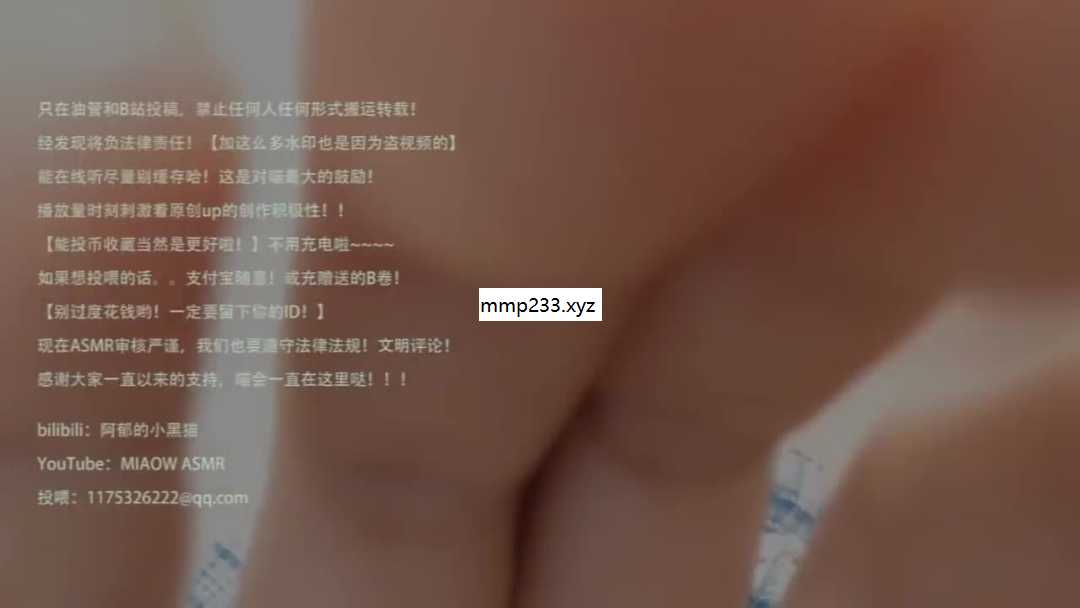 只在油管和B站投稿，禁止任何人任何形式搬运转载！
经发现将负法律责任！【加这么多水印也是因为盗视频的】
能在线听尽量别缓存哈！这是对喵最大的鼓励！
播放量时刻刺激着原创up的创作积极性！！
【能投币收藏当然是更好啦！】不用充电啦~~~~
如果想投喂的话。。支付宝随意！或充赠送的B卷！
【别过度花钱哟！一定要留下你的ID！】
现在ASMR审核严谨，我们也要遵守法律法规！文明评论！
感谢大家一直以来的支持，喵会一直在这里哒！！！
mmp233.xyz
bilibili：阿郁的小黑猫
YouTube：MIAOW ASMR
投喂：1175326222@qq.com